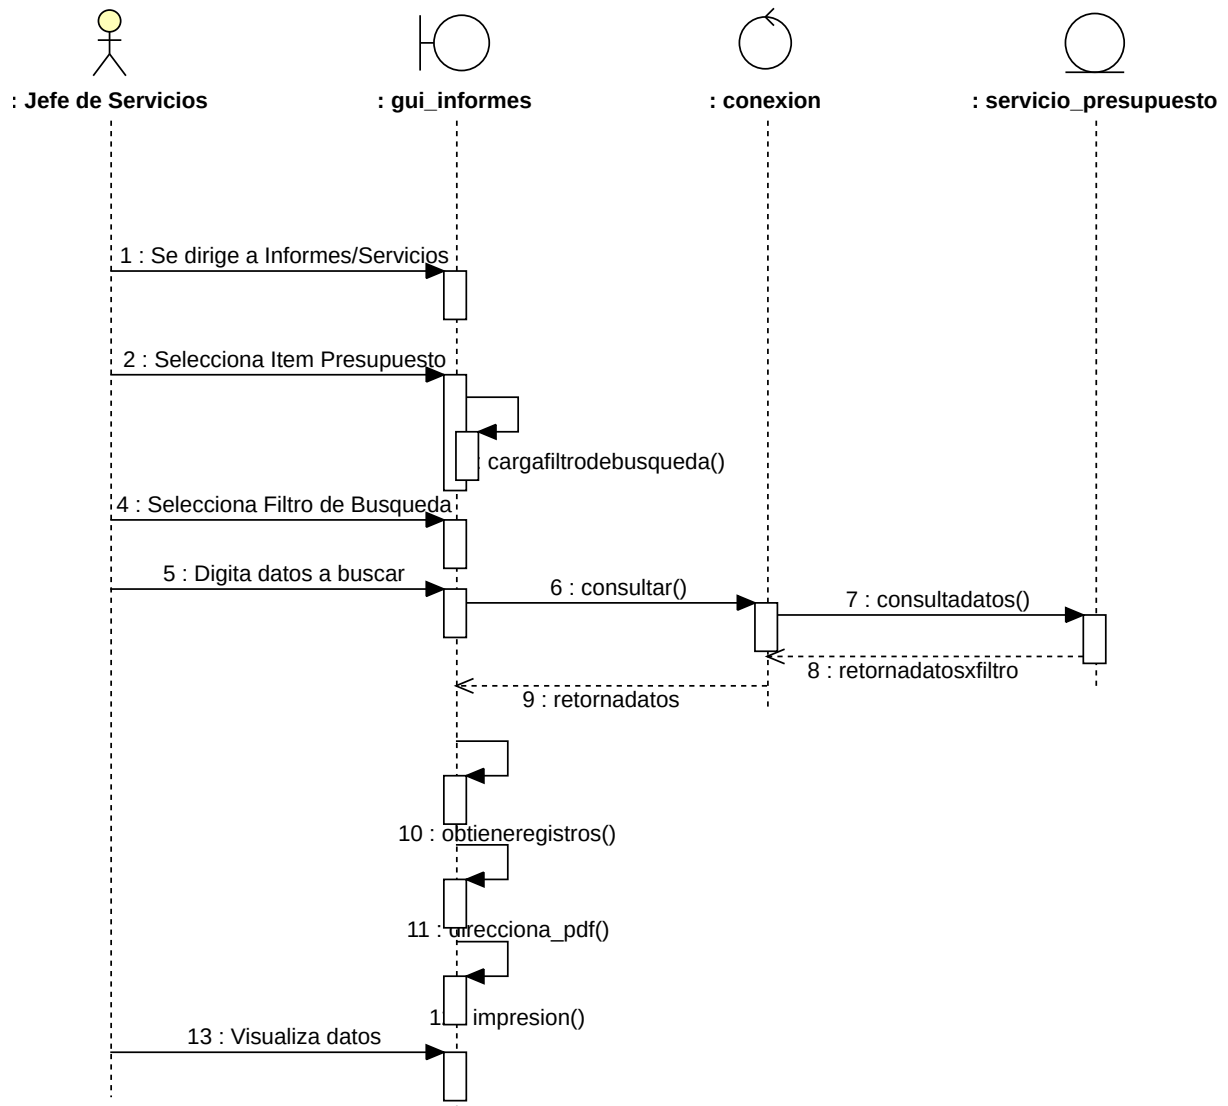 : Jefe de Servicios
: gui_informes
: conexion
: servicio_presupuesto
1 : Se dirige a Informes/Servicios
2 : Selecciona Item Presupuesto
: cargafiltrodebusqueda()
4 : Selecciona Filtro de Busqueda
5 : Digita datos a buscar
6 : consultar()
7 : consultadatos()
8 : retornadatosxfiltro
9 : retornadatos
10 : obtieneregistros()
11 : direcciona_pdf()
impresion()
13 : Visualiza datos